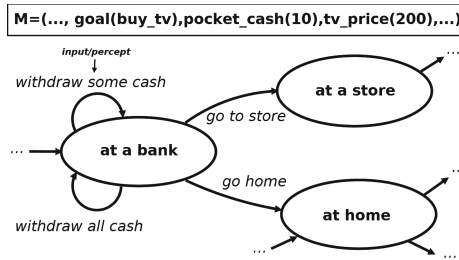 M=(..., goal(buy_tv),pocket_cash(10),tv_price(200),...)
input/percept
...
withdraw some cash
at a store
go to store
... at a bank
go home
...
at home
withdraw all cash
...
...